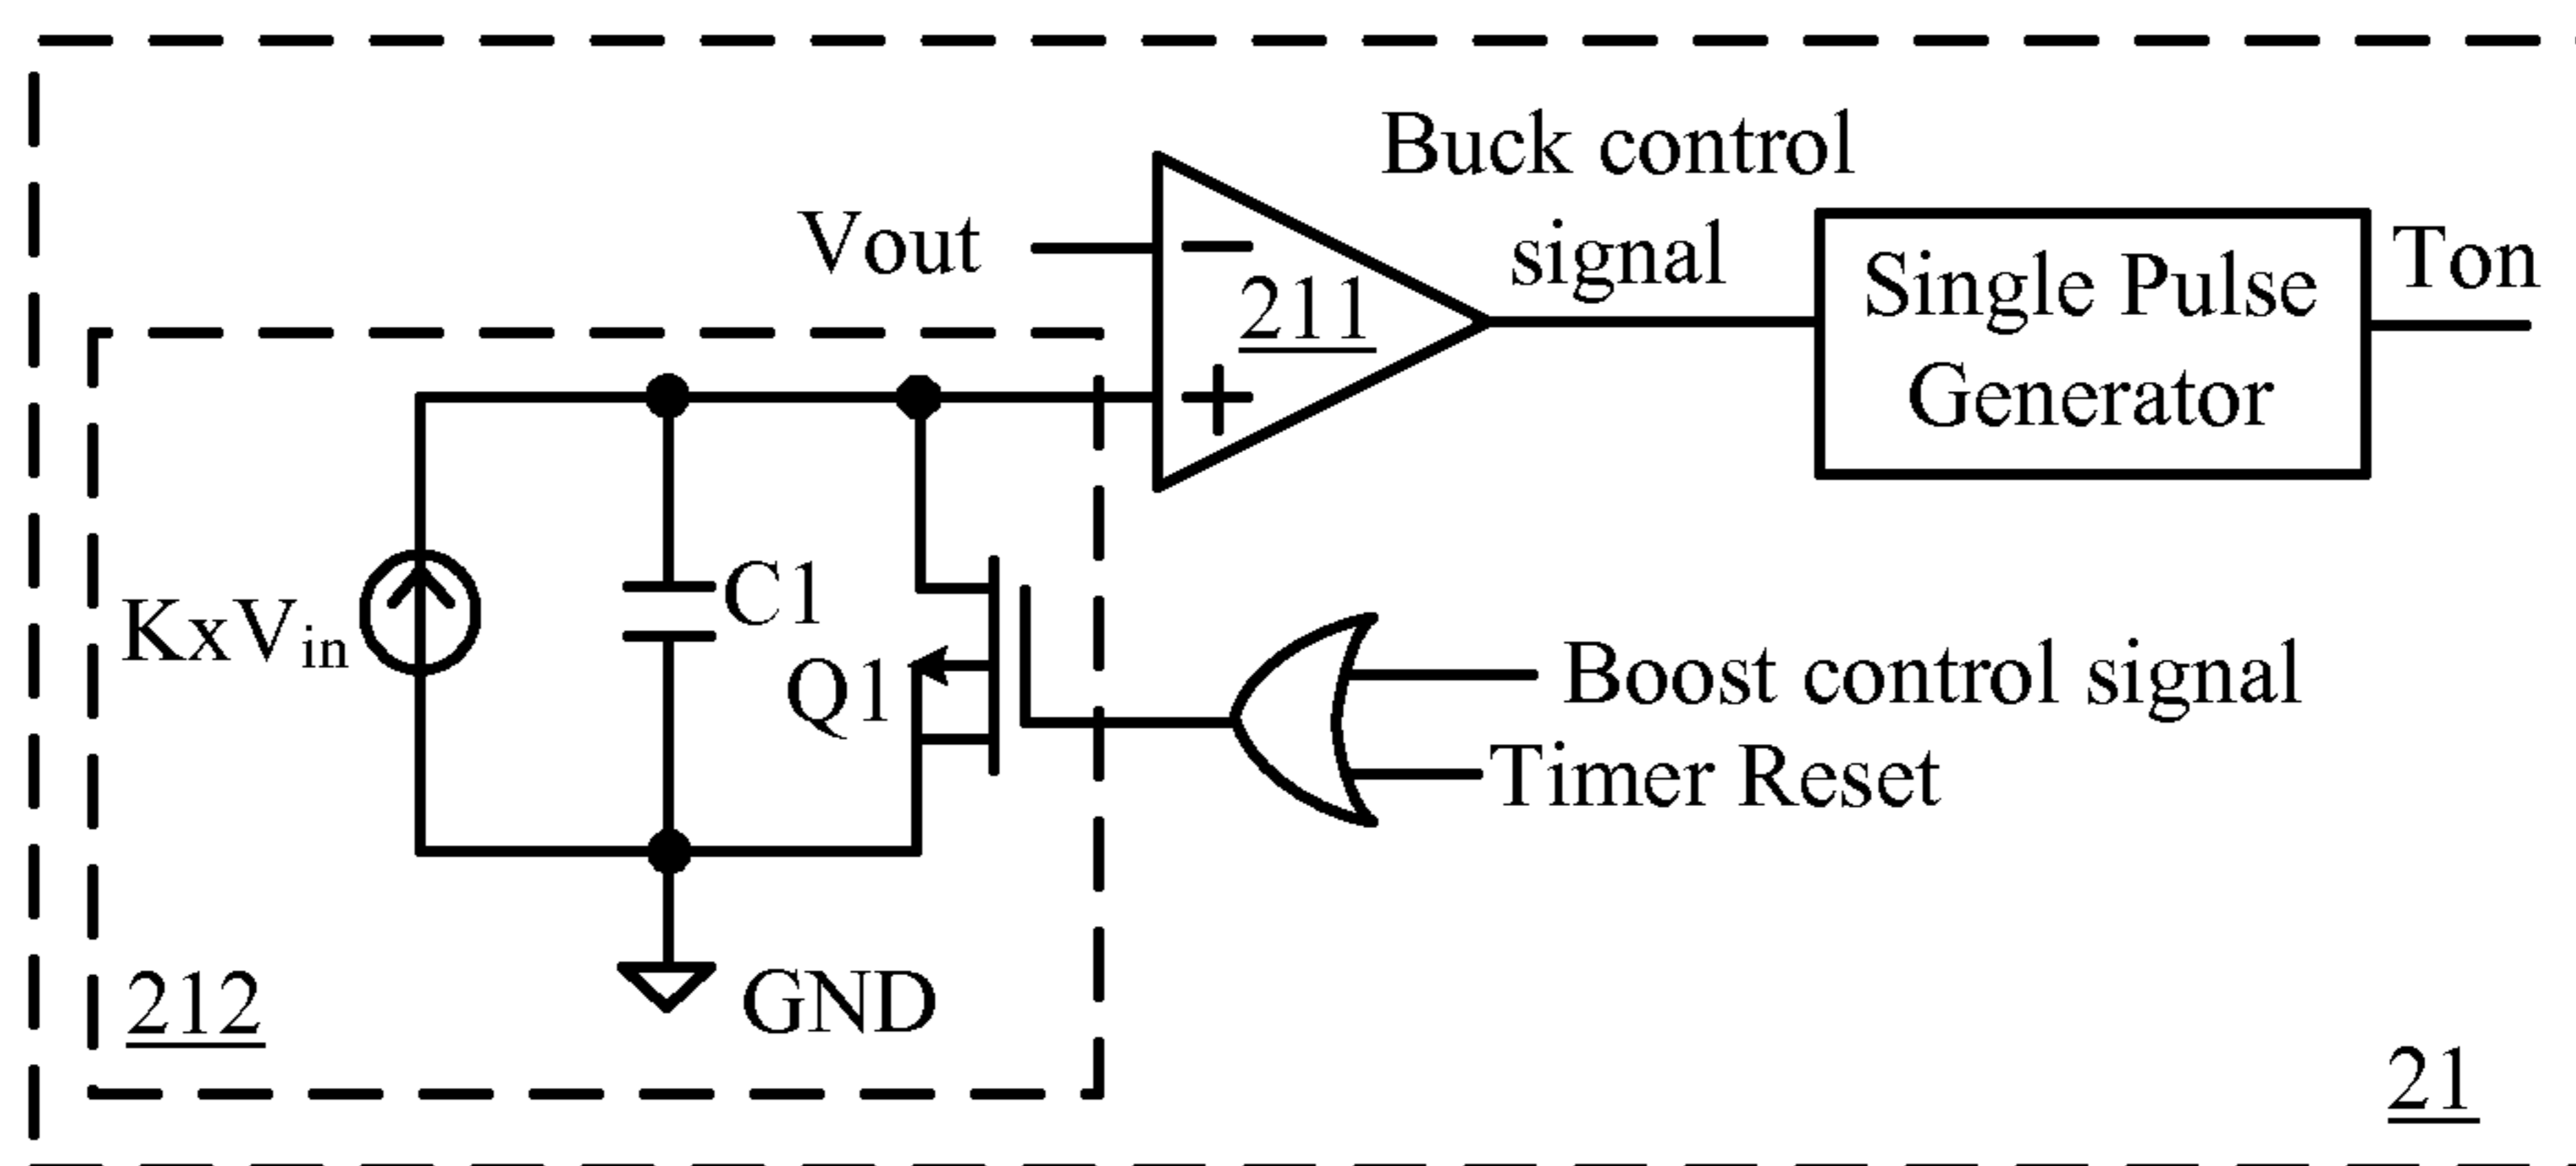 Buck control
signal
Vout
211
Single Pulse
Generator
Ton
KxVin
C1
Q1
Boost control signal
Timer Reset
GND
212
21